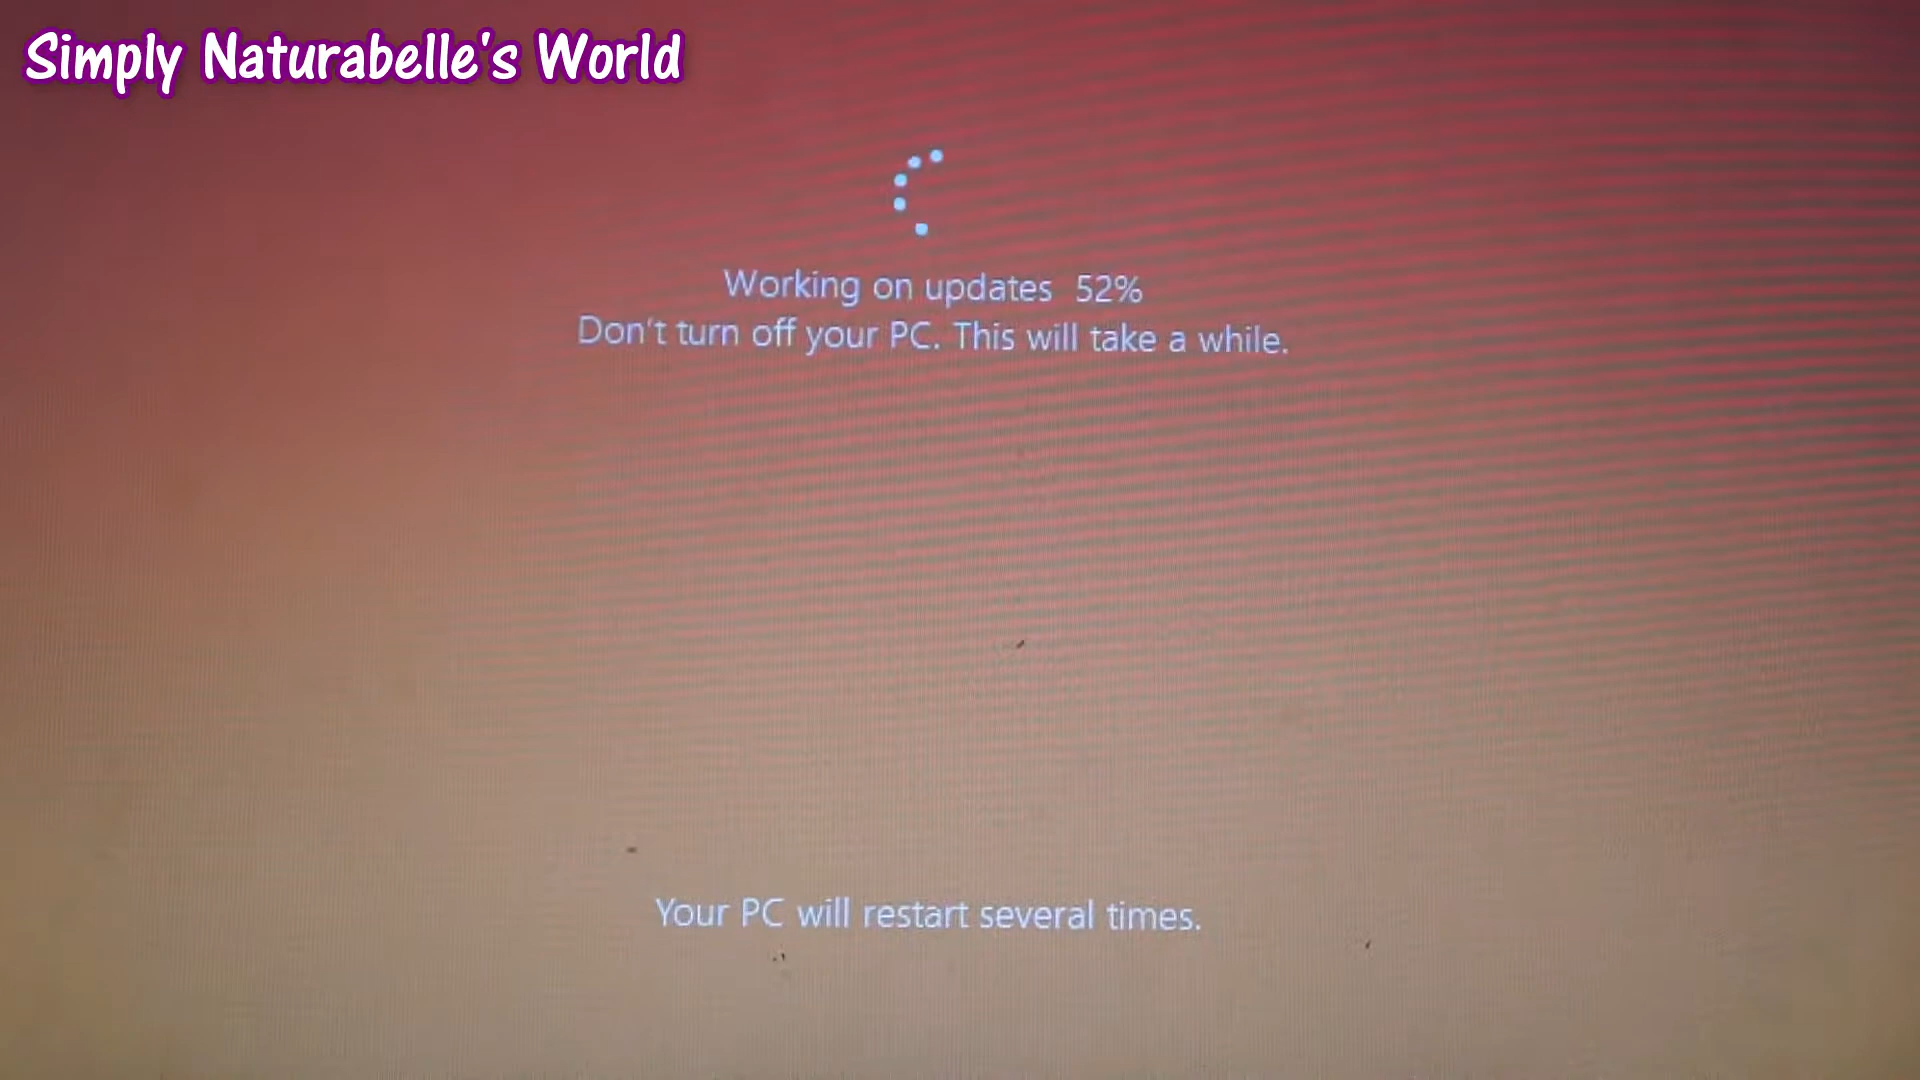 Simply Naturabelle's World
Working on updates 52%
Don't turn off your PC. This will take a while.
Your PC will restart several times.